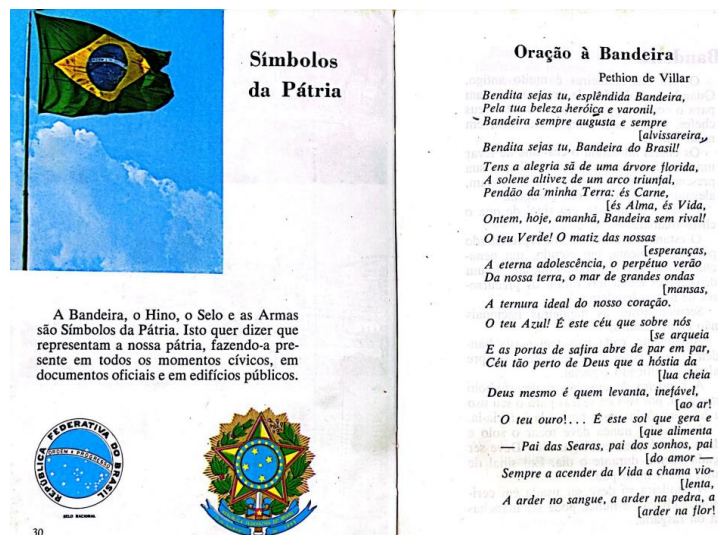 Símbolos
da Pátria
A Bandeira, o Hino, o Selo e as Armas
são Símbolos da Pátria. Isto quer dizer que
representam a nossa pátria, fazendo-a pre-
sente em todos os momentos cívicos, em
documentos oficiais e em edifícios públicos.
REPÚBLICA FEDERATIVA DO BRASIL
ORDEM E PROGRESSO
SELO NACIONAL
30
Oração à Bandeira
Pethion de Villar
Bendita sejas tu, esplêndida Bandeira,
Pela tua beleza heróica e varonil,
Bandeira sempre augusta e sempre
[alvissareira,
Bendita sejas tu, Bandeira do Brasil!
Tens a alegria sã de uma árvore florida,
A solene altivez de um arco triunfal,
Pendão da minha Terra: és Carne,
[és Alma, és Vida,
Ontem, hoje, amanhã, Bandeira sem rival!
O teu Verde! O matiz das nossas
[esperanças,
A eterna adolescência, o perpétuo verão
Da nossa terra, o mar de grandes ondas
[mansas,
A ternura ideal do nosso coração.
O teu Azul! É este céu que sobre nós
[se arqueia
E as portas de safira abre de par em par,
Céu tão perto de Deus que a hóstia da
[lua cheia
Deus mesmo é quem levanta, inefável,
[ao ar!
O teu ouro!... É este sol que gera e
[que alimenta
— Pai das Searas, pai dos sonhos, pai
[do amor —
Sempre a acender da Vida a chama vio-
[lenta,
A arder no sangue, a arder na pedra, a
[arder na flor!